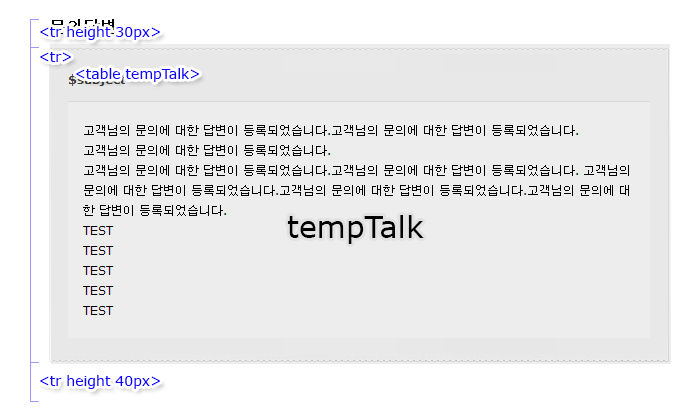 문의답변
<tr height 30px>
<tr>
<table tempTalk>
$subject
고객님의 문의에 대한 답변이 등록되었습니다.고객님의 문의에 대한 답변이 등록되었습니다.
고객님의 문의에 대한 답변이 등록되었습니다.
고객님의 문의에 대한 답변이 등록되었습니다.고객님의 문의에 대한 답변이 등록되었습니다. 고객님의
문의에 대한 답변이 등록되었습니다.고객님의 문의에 대한 답변이 등록되었습니다.고객님의 문의에 대
한 답변이 등록되었습니다.
tempTalk
TEST
TEST
TEST
TEST
TEST
<tr height 40px>